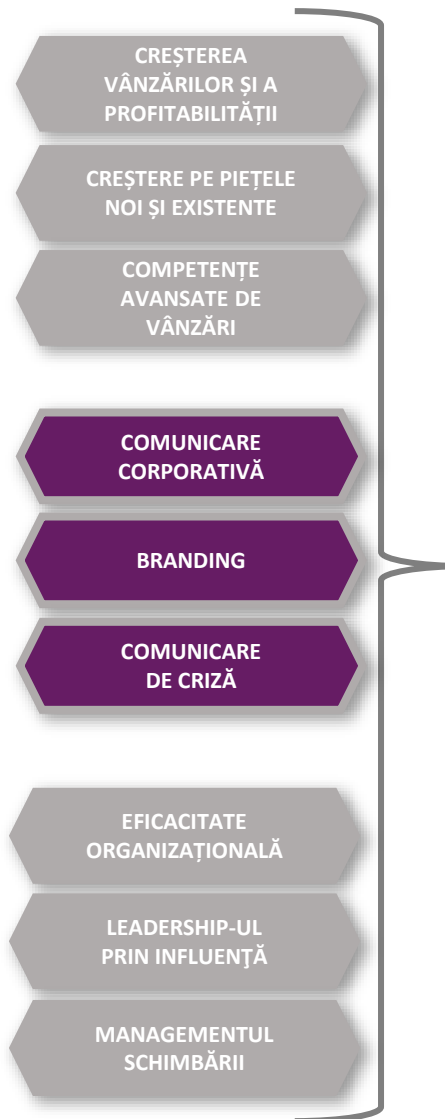 CREȘTEREA
VÂNZĂRILOR ȘI A
PROFITABILITĂȚII
CREȘTERE PE PIEȚELE
NOI ȘI EXISTENTE
COMPETENȚE
AVANSATE DE
VÂNZĂRI
COMUNICARE
CORPORATIVĂ
BRANDING
COMUNICARE
DE CRIZĂ
EFICACITATE
ORGANIZAȚIONALĂ
LEADERSHIP-UL
PRIN INFLUENŢĂ
MANAGEMENTUL
SCHIMBĂRII